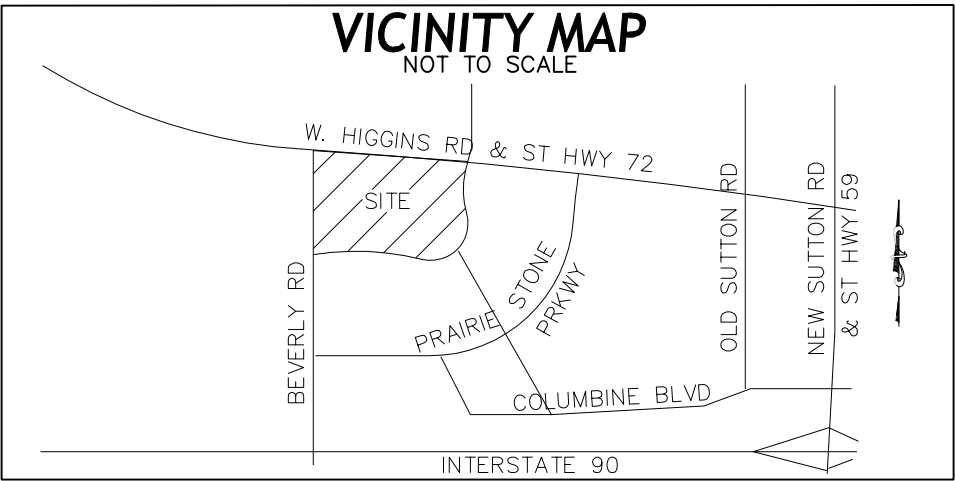 VICINITY MAP
NOT TO SCALE
W. HIGGINS RD & ST HWY 72
SITE
BEVERLY RD
PRAIRIE STONE
PRKWY
OLD SUTTON RD
NEW SUTTON RD
& ST HWY 59
COLUMBINE BLVD
INTERSTATE 90